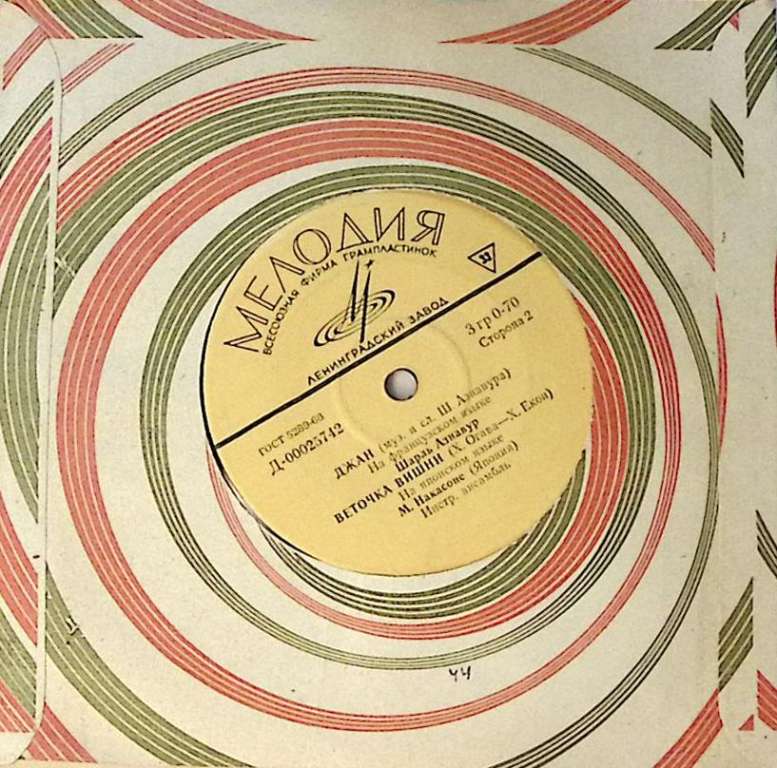 МЕЛОДИЯ
ВСЕСОЮЗНАЯ ФИРМА ГРАМПЛАСТИНОК
33
ЛЕНИНГРАДСКИЙ ЗАВОД
3 гр 0-70
Сторона 2
ГОСТ 5289-68
Д-00025742
ДЖАН (муз. и сл. Ш Азнавура)
На французском языке
Шарль Азнавур
ВЕТОЧКА ВИШНИ (Х. Огава—Х. Екои)
На японском языке
М. Накасоне (Япония)
Инстр. ансамбль
44